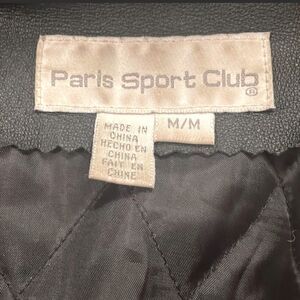 Paris Sport Club
®
M/M
MADE IN
CHINA
HECHO EN
CHINA
FAIT EN
CHINE